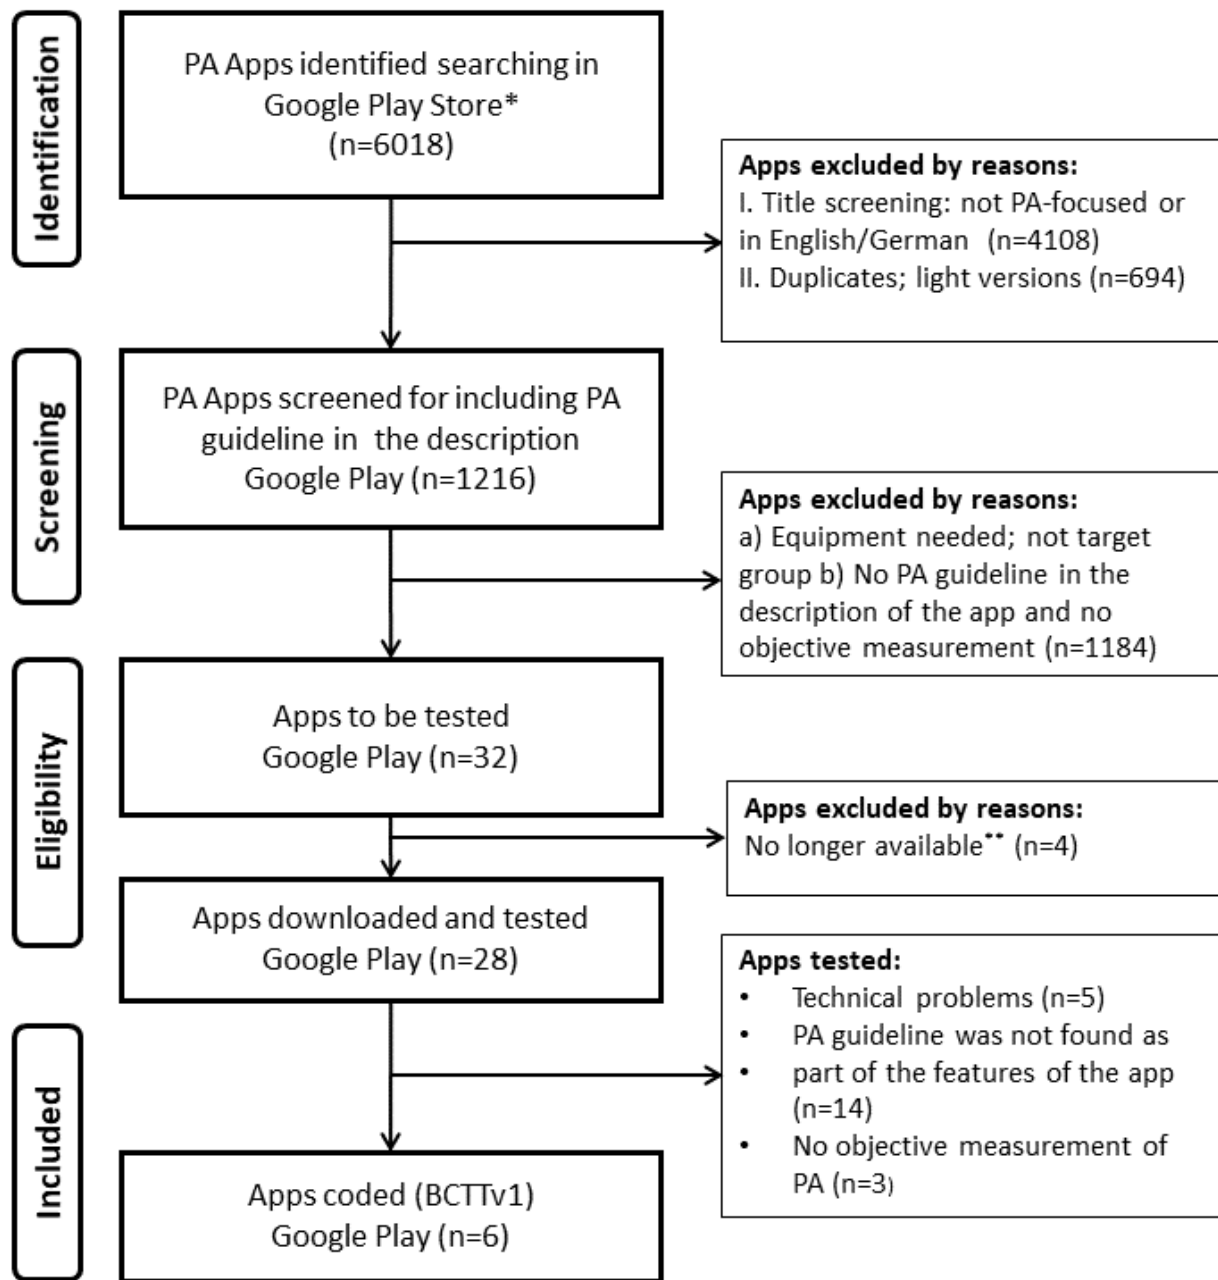 Identification
PA Apps identified searching in
Google Play Store*
(n=6018)
Apps excluded by reasons:
I. Title screening: not PA-focused or
in English/German (n=4108)
II. Duplicates; light versions (n=694)
Screening
PA Apps screened for including PA
guideline in the description
Google Play (n=1216)
Apps excluded by reasons:
a) Equipment needed; not target
group b) No PA guideline in the
description of the app and no
objective measurement (n=1184)
Eligibility
Apps to be tested
Google Play (n=32)
Apps excluded by reasons:
No longer available** (n=4)
Apps downloaded and tested
Google Play (n=28)
Apps tested:
• Technical problems (n=5)
• PA guideline was not found as
• part of the features of the app
(n=14)
• No objective measurement of
PA (n=3)
Included
Apps coded (BCTTv1)
Google Play (n=6)